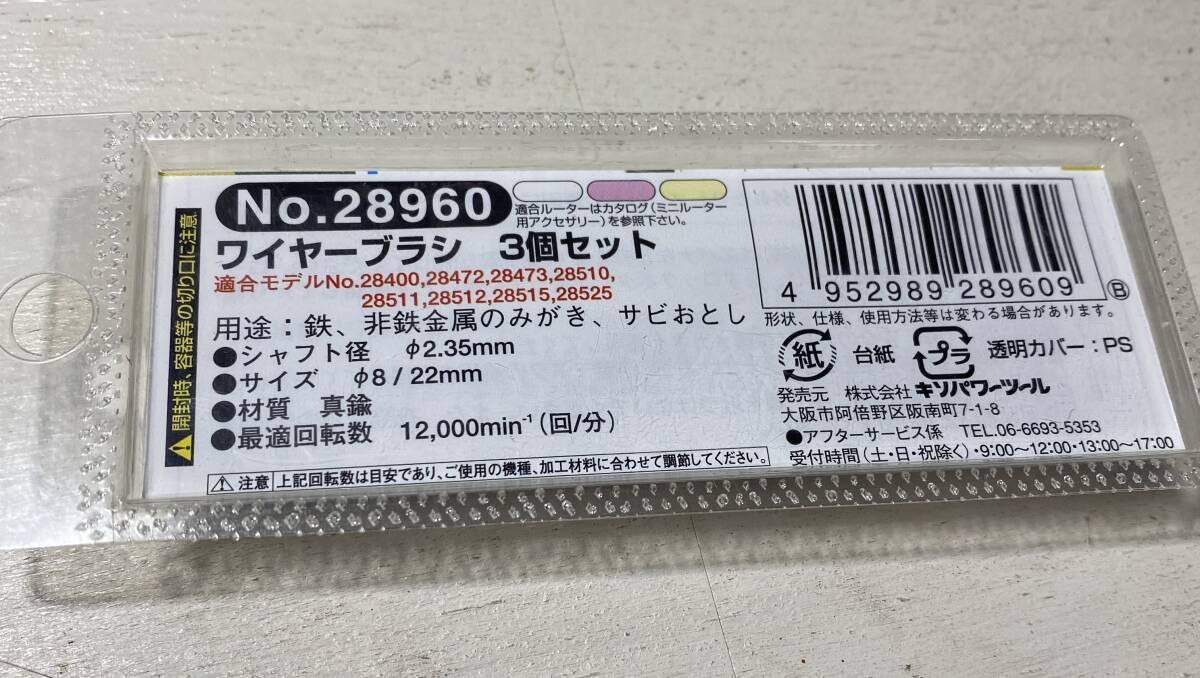 ⚠開封時、容器等の切り口に注意
No.28960
適合ルーターはカタログ(ミニルーター
用アクセサリー)を参照下さい。
ワイヤーブラシ 3個セット
適合モデルNo.28400,28472,28473,28510,
28511,28512,28515,28525
用途:鉄、非鉄金属のみがき、サビおとし
●シャフト径 φ2.35mm
●サイズ φ8/22mm
●材質 真鍮
●最適回転数 12,000min⁻¹(回/分)
⚠注意 上記回転数は目安であり、ご使用の機種、加工材料に合わせて調節してください。
4 952989 289609 Ⓑ
形状、仕様、使用方法等は変わる場合があります。
紙 台紙 プラ 透明カバー:PS
発売元 株式会社キソパワーツール
大阪市阿倍野区阪南町7-1-8
●アフターサービス係 TEL.06-6693-5353
受付時間(土・日・祝除く)・9:00〜12:00・13:00〜17:00